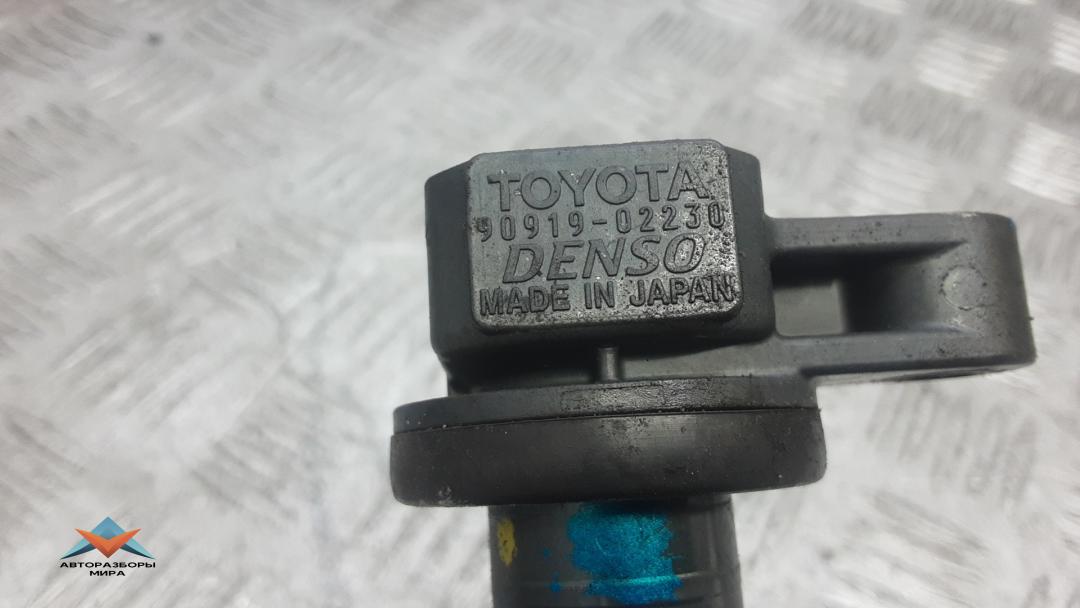 TOYOTA
90919-02230
DENSO
MADE IN JAPAN
АВТОРАЗБОРЫ
МИРА